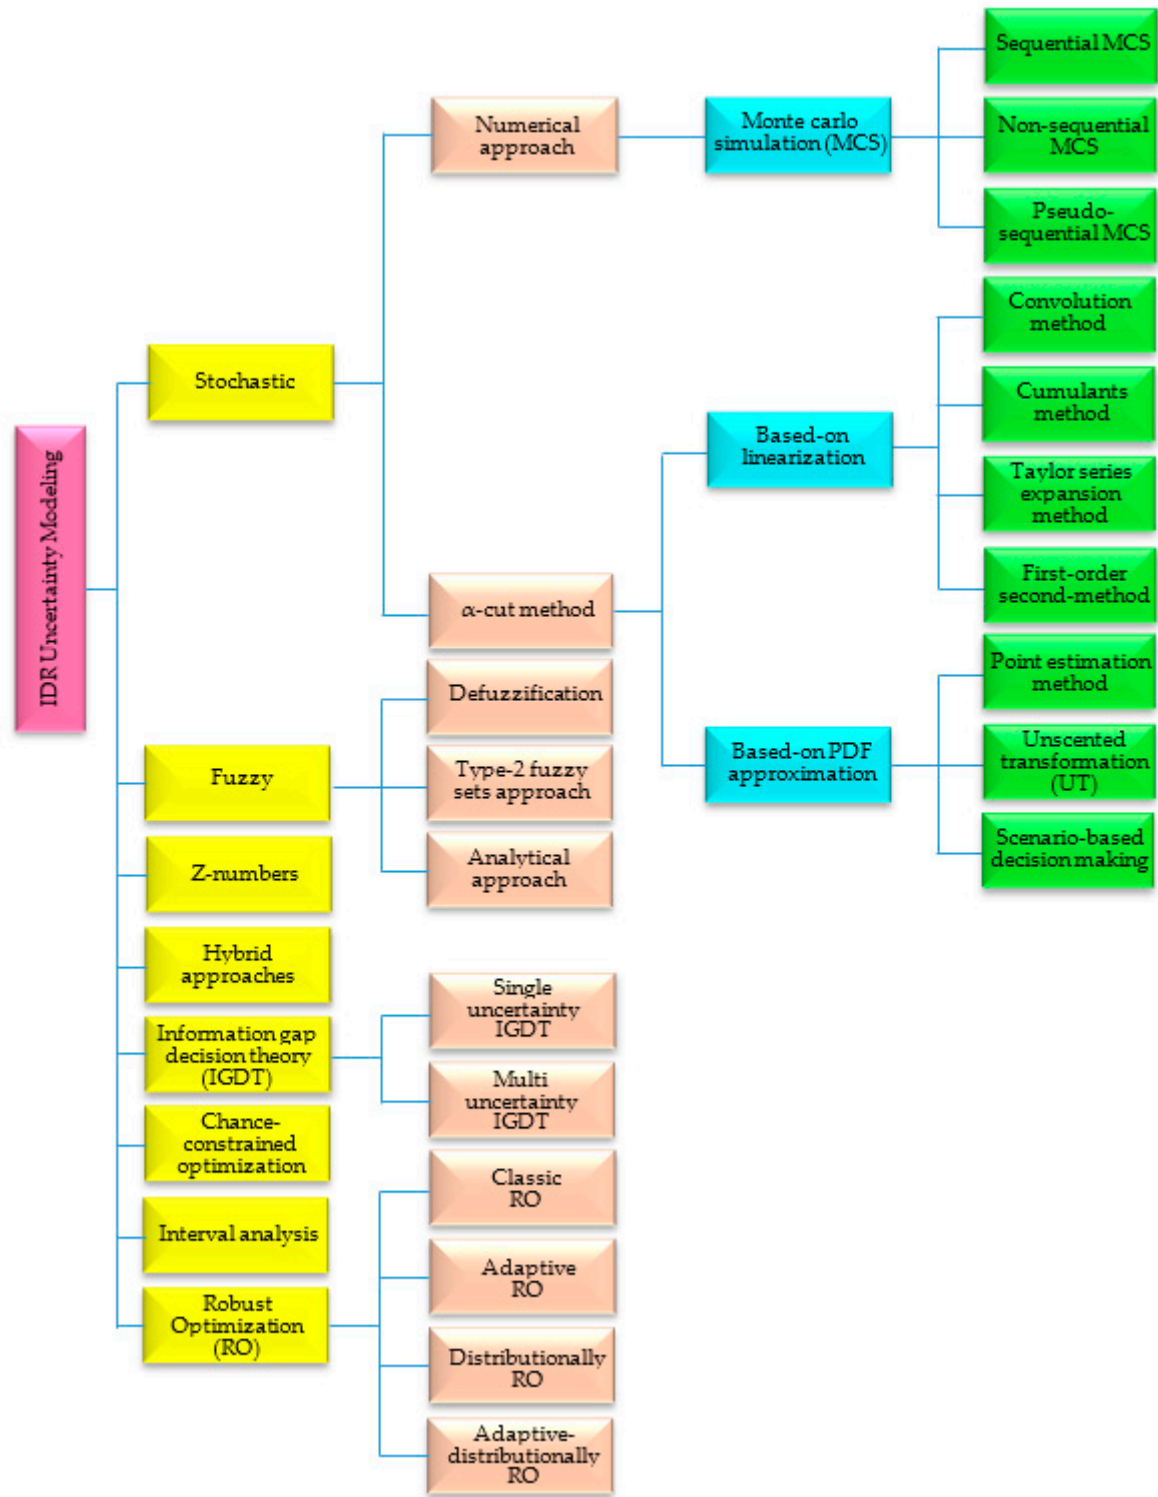 IDR Uncertainty Modeling
Stochastic
Fuzzy
Z-numbers
Hybrid
approaches
Information gap
decision theory
(IGDT)
Chance-
constrained
optimization
Interval analysis
Robust
Optimization
(RO)
Numerical
approach
α-cut method
Defuzzification
Type-2 fuzzy
sets approach
Analytical
approach
Single
uncertainty
IGDT
Multi
uncertainty
IGDT
Classic
RO
Adaptive
RO
Distributionally
RO
Adaptive-
distributionally
RO
Monte carlo
simulation (MCS)
Based-on
linearization
Based-on PDF
approximation
Sequential MCS
Non-sequential
MCS
Pseudo-
sequential MCS
Convolution
method
Cumulants
method
Taylor series
expansion
method
First-order
second-method
Point estimation
method
Unscented
transformation
(UT)
Scenario-based
decision making